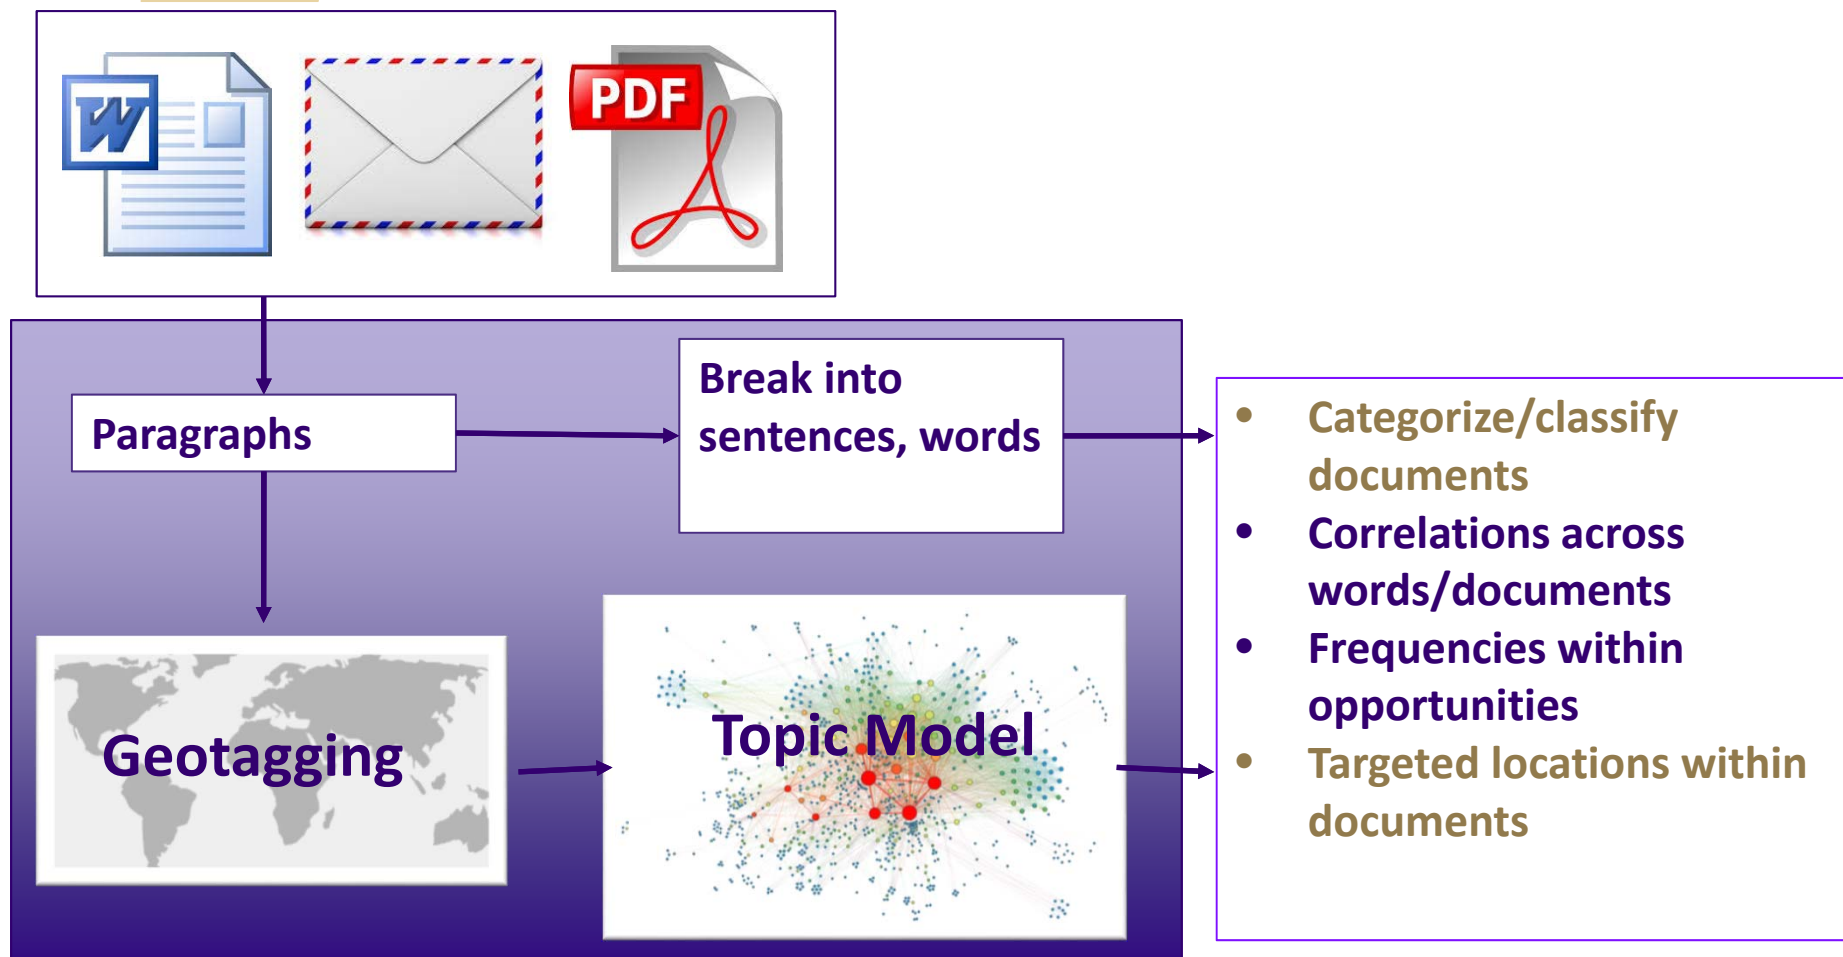 W
PDF
Paragraphs
Break into
sentences, words
Geotagging
Topic Model
• Categorize/classify
documents
• Correlations across
words/documents
• Frequencies within
opportunities
• Targeted locations within
documents